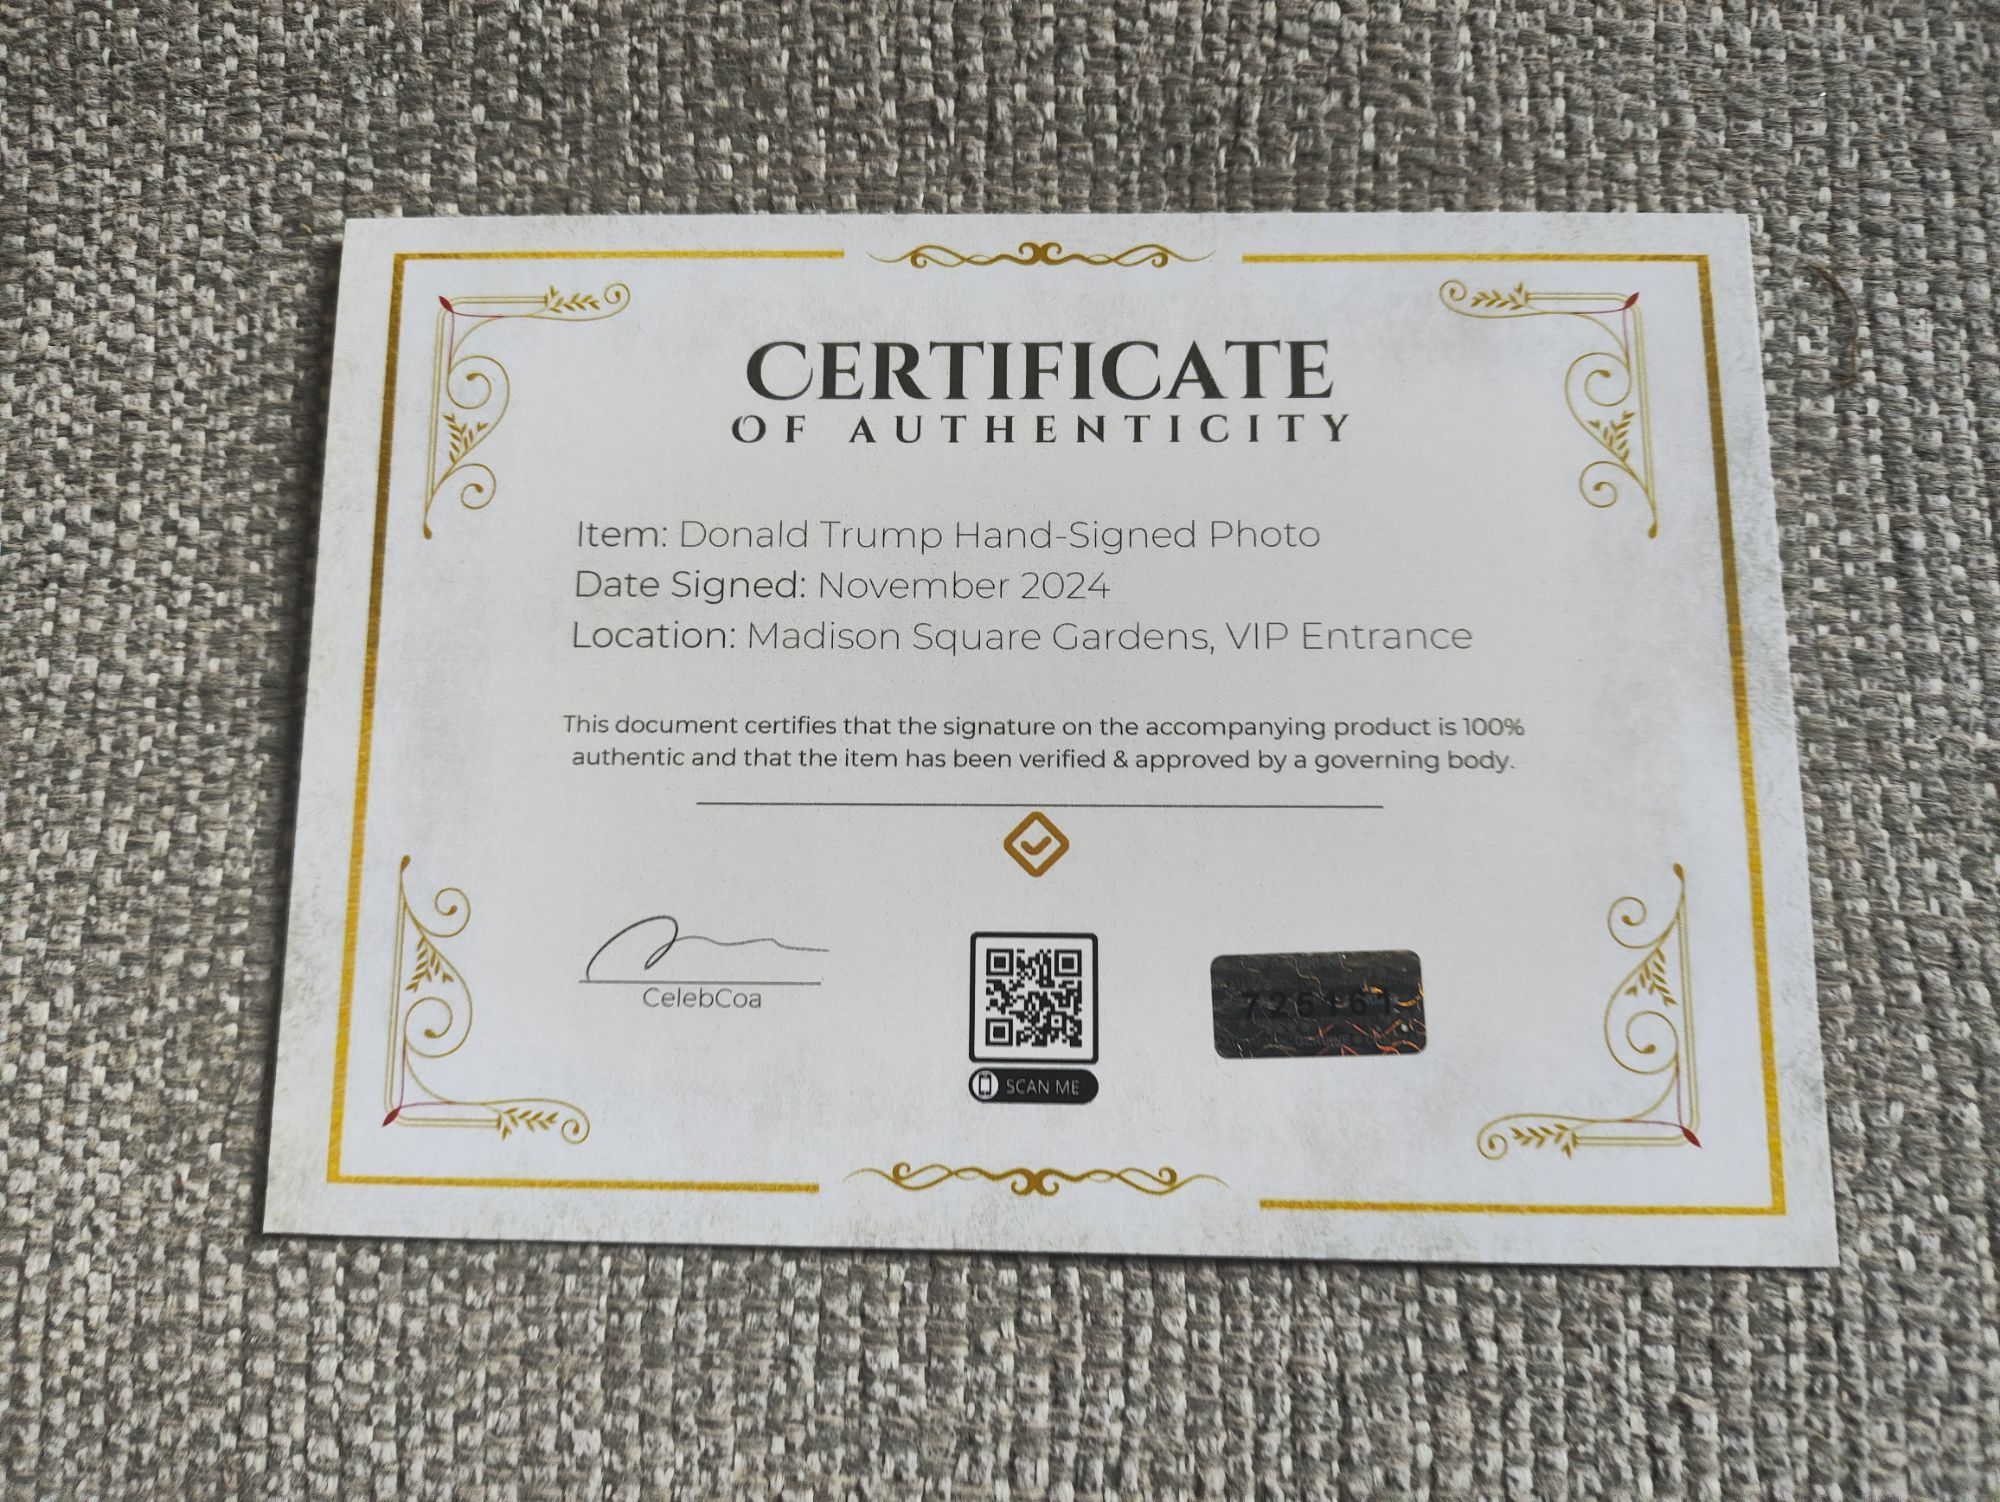 CERTIFICATE
OF AUTHENTICITY
Item: Donald Trump Hand-Signed Photo
Date Signed: November 2024
Location: Madison Square Gardens, VIP Entrance
This document certifies that the signature on the accompanying product is 100%
authentic and that the item has been verified & approved by a governing body.
CelebCoa
SCAN ME
725161
GENUINE